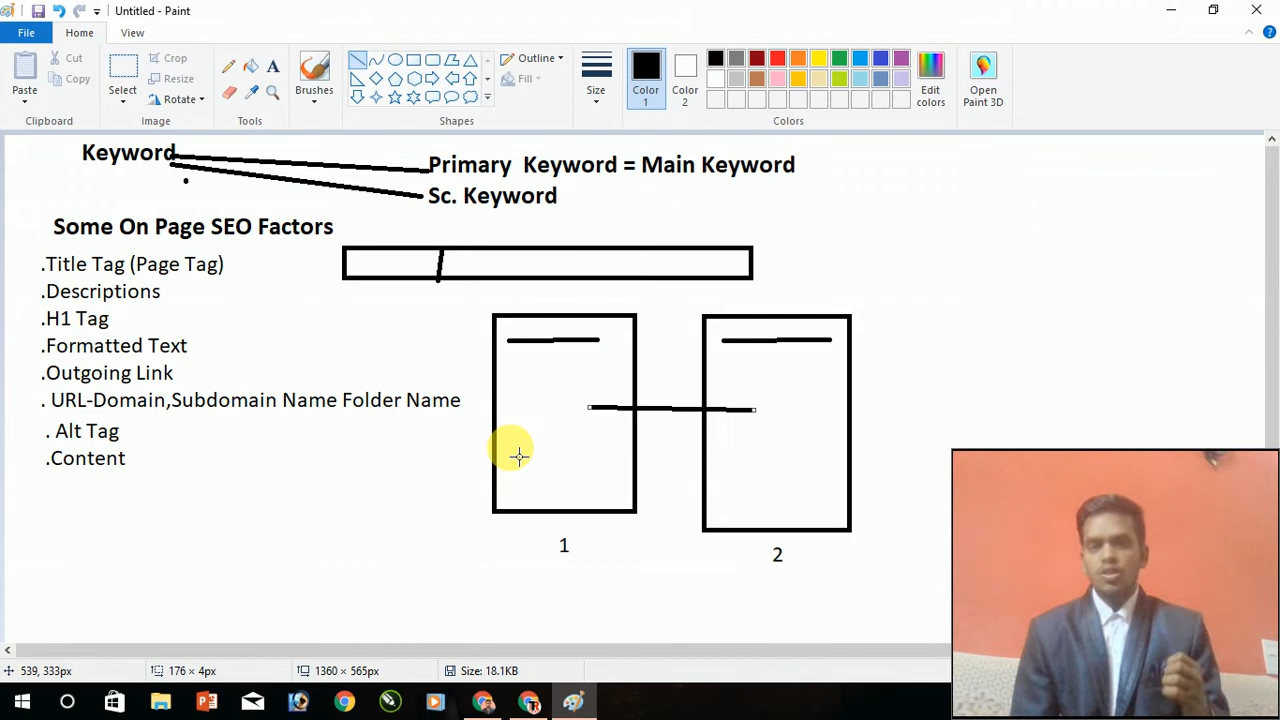 Untitled - Paint
File
Home
View
Paste
Cut
Copy
Clipboard
Select
Crop
Resize
Rotate
Image
A
Tools
Brushes
Outline
Fill
Shapes
Size
Color
1
Color
2
Edit
colors
Open
Paint 3D
Colors
Keyword
Primary Keyword = Main Keyword
Sc. Keyword
Some On Page SEO Factors
.Title Tag (Page Tag)
.Descriptions
.H1 Tag
.Formatted Text
.Outgoing Link
. URL-Domain,Subdomain Name Folder Name
. Alt Tag
.Content
1
2
539, 333px
176 × 4px
1360 × 565px
Size: 18.1KB